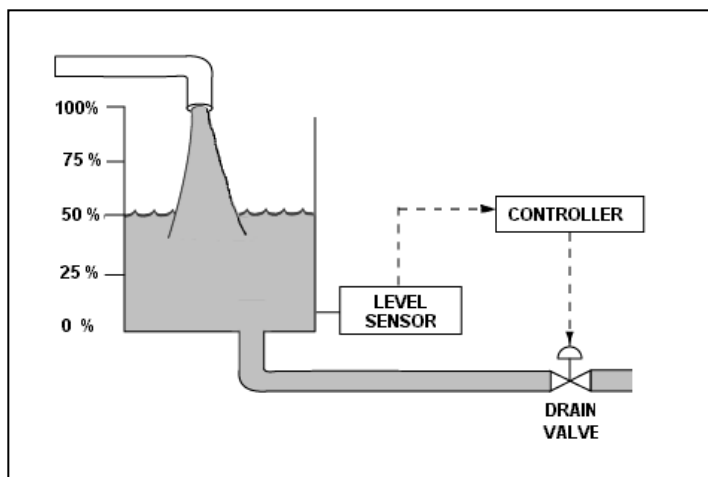 100%
75 %
50 %
25 %
0 %
LEVEL
SENSOR
CONTROLLER
DRAIN
VALVE